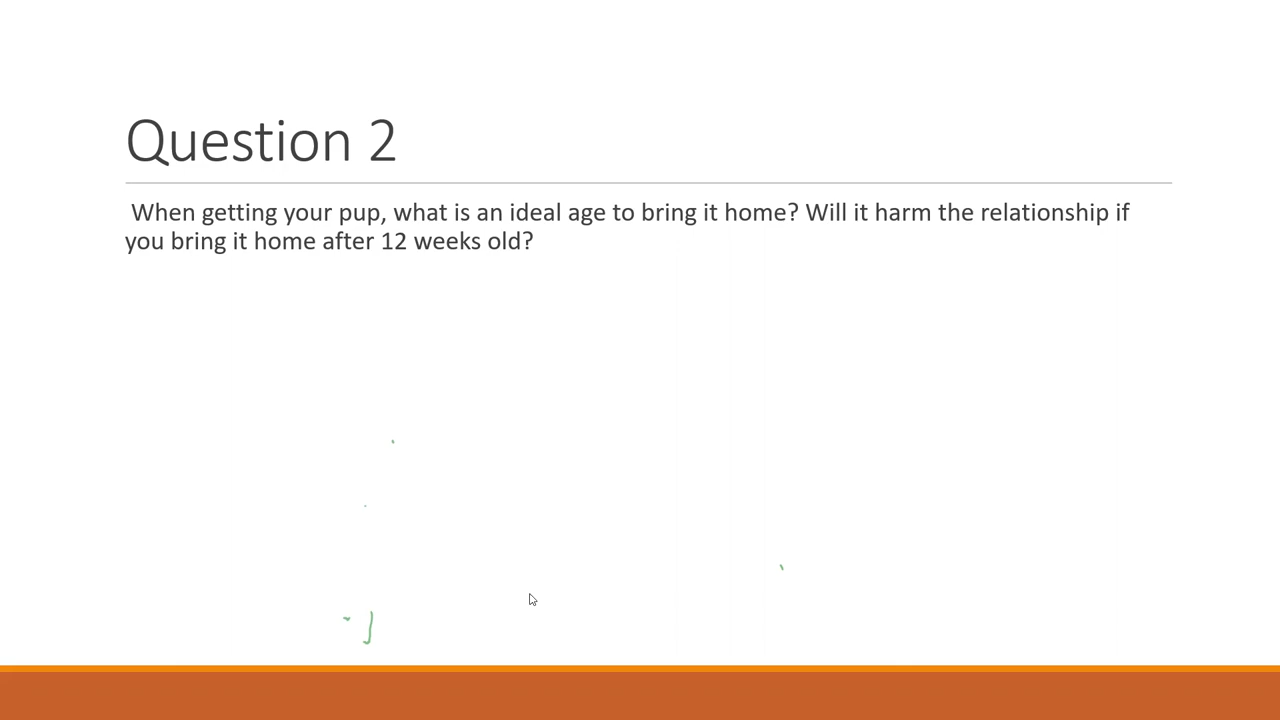 Question 2
When getting your pup, what is an ideal age to bring it home? Will it harm the relationship if
you bring it home after 12 weeks old?